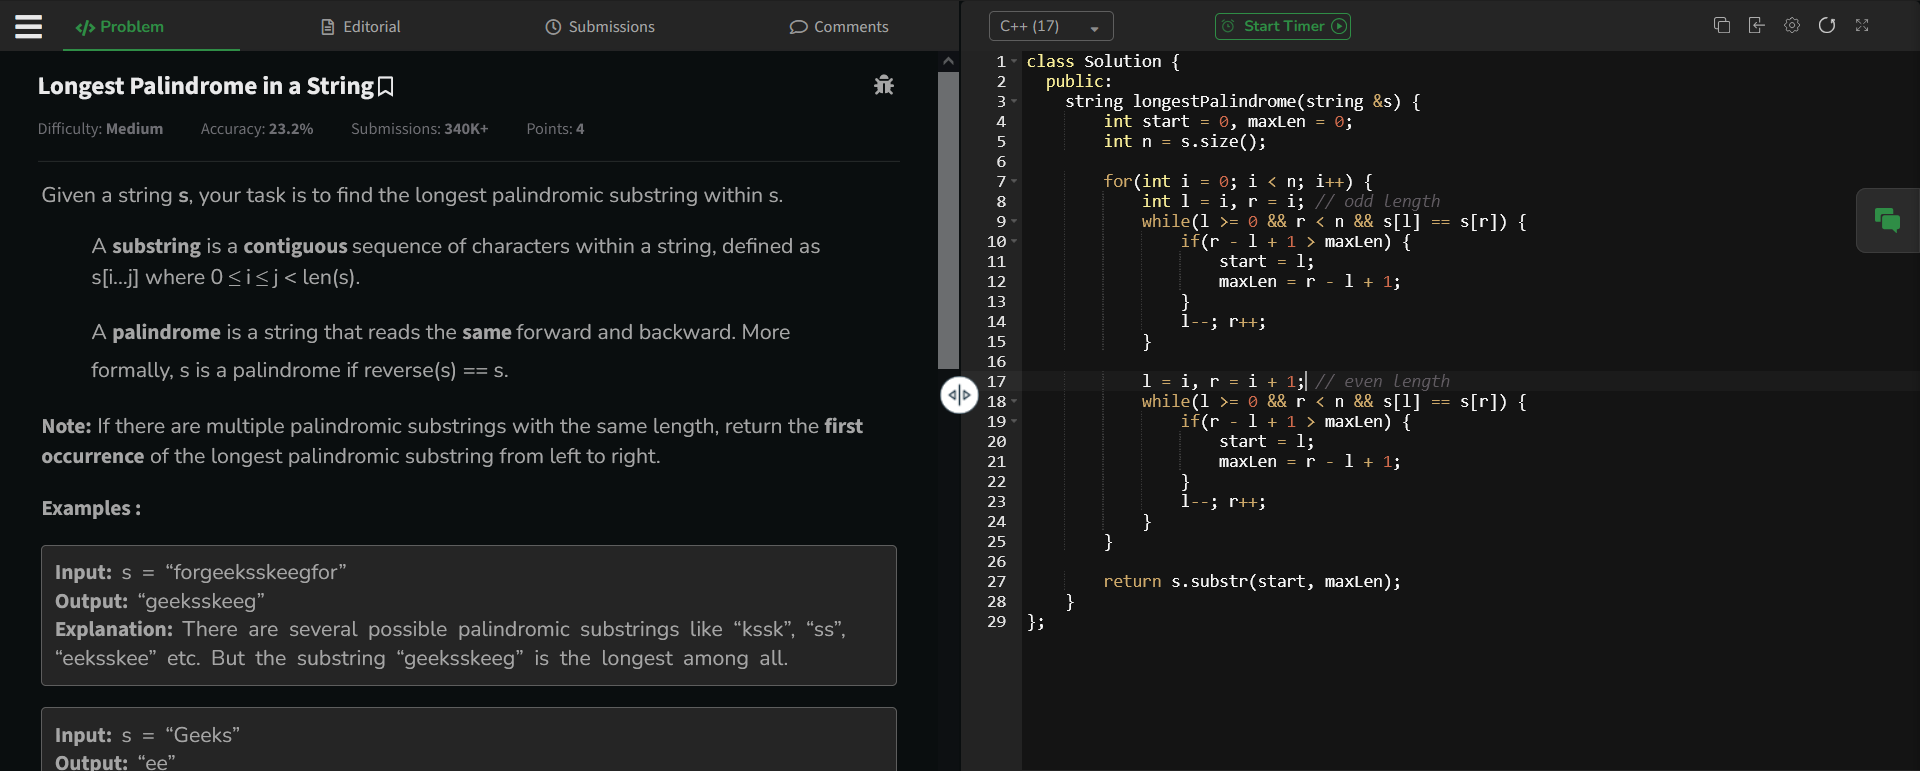 </> Problem
Editorial
Submissions
Comments
Longest Palindrome in a String
Difficulty: Medium Accuracy: 23.2% Submissions: 340K+ Points: 4
Given a string s, your task is to find the longest palindromic substring within s.
A substring is a contiguous sequence of characters within a string, defined as
s[i...j] where 0 ≤ i ≤ j < len(s).
A palindrome is a string that reads the same forward and backward. More
formally, s is a palindrome if reverse(s) == s.
Note: If there are multiple palindromic substrings with the same length, return the first
occurrence of the longest palindromic substring from left to right.
Examples :
Input: s = “forgeeksskeegfor”
Output: “geeksskeeg”
Explanation: There are several possible palindromic substrings like “kssk”, “ss”,
“eeksskee” etc. But the substring “geeksskeeg” is the longest among all.
Input: s = “Geeks”
Output: “ee”
C++ (17)
Start Timer
1 class Solution {
2   public:
3     string longestPalindrome(string &s) {
4         int start = 0, maxLen = 0;
5         int n = s.size();
6
7         for(int i = 0; i < n; i++) {
8             int l = i, r = i; // odd length
9             while(l >= 0 && r < n && s[l] == s[r]) {
10                 if(r - l + 1 > maxLen) {
11                     start = l;
12                     maxLen = r - l + 1;
13                 }
14                 l--; r++;
15             }
16
17             l = i, r = i + 1; // even length
18             while(l >= 0 && r < n && s[l] == s[r]) {
19                 if(r - l + 1 > maxLen) {
20                     start = l;
21                     maxLen = r - l + 1;
22                 }
23                 l--; r++;
24             }
25         }
26
27         return s.substr(start, maxLen);
28     }
29 };